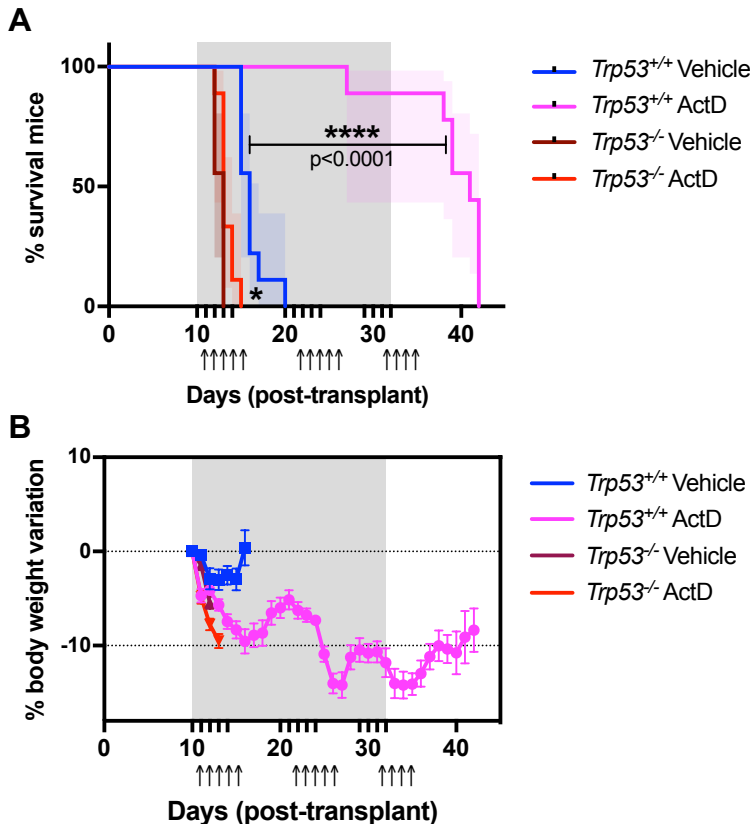 A
% survival mice
100
50
0
****
p<0.0001
*
0 10 20 30 40
↑↑↑↑↑ ↑↑↑↑↑ ↑↑↑↑
Days (post-transplant)
Trp53+/+ Vehicle
Trp53+/+ ActD
Trp53-/- Vehicle
Trp53-/- ActD
B
% body weight variation
10
0
-10
0 10 20 30 40
↑↑↑↑↑ ↑↑↑↑↑ ↑↑↑↑
Days (post-transplant)
Trp53+/+ Vehicle
Trp53+/+ ActD
Trp53-/- Vehicle
Trp53-/- ActD